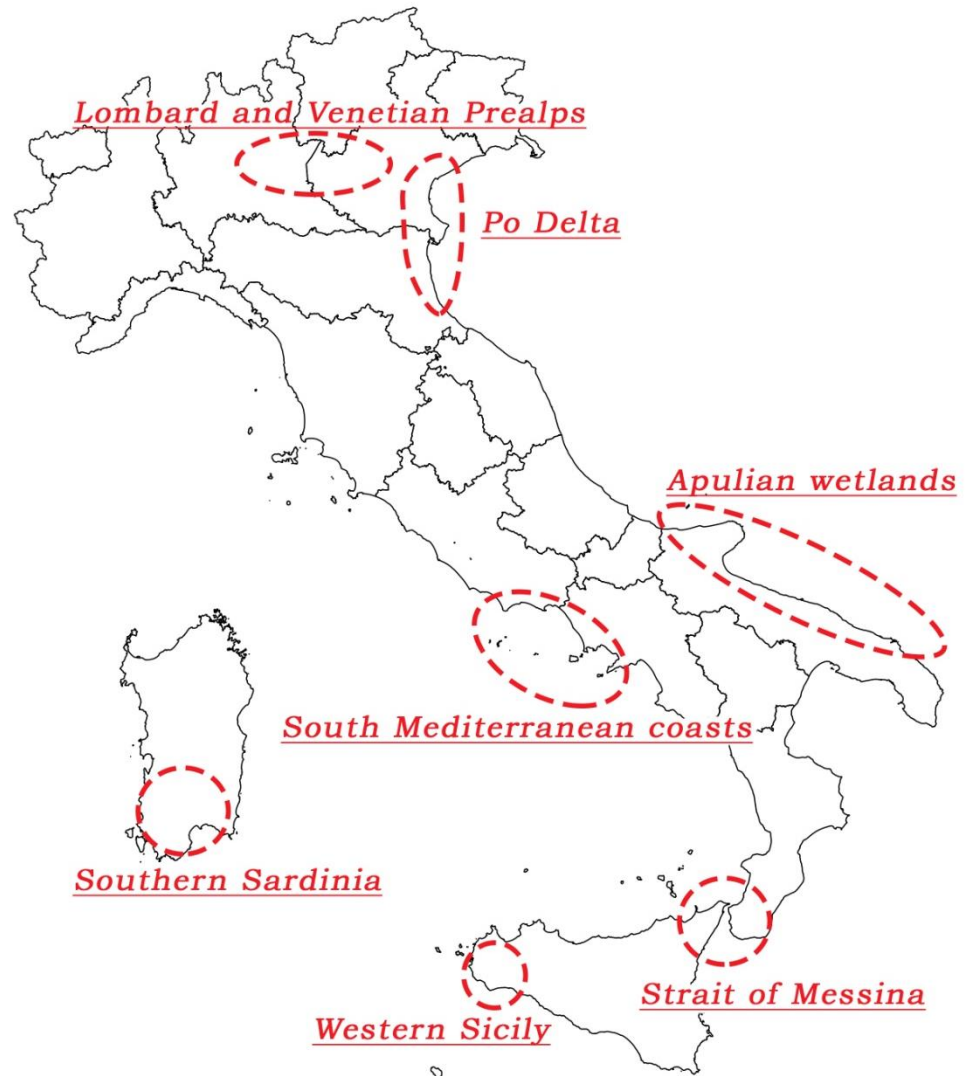 Lombard and Venetian Prealps
Po Delta
Apulian wetlands
South Mediterranean coasts
Southern Sardinia
Strait of Messina
Western Sicily